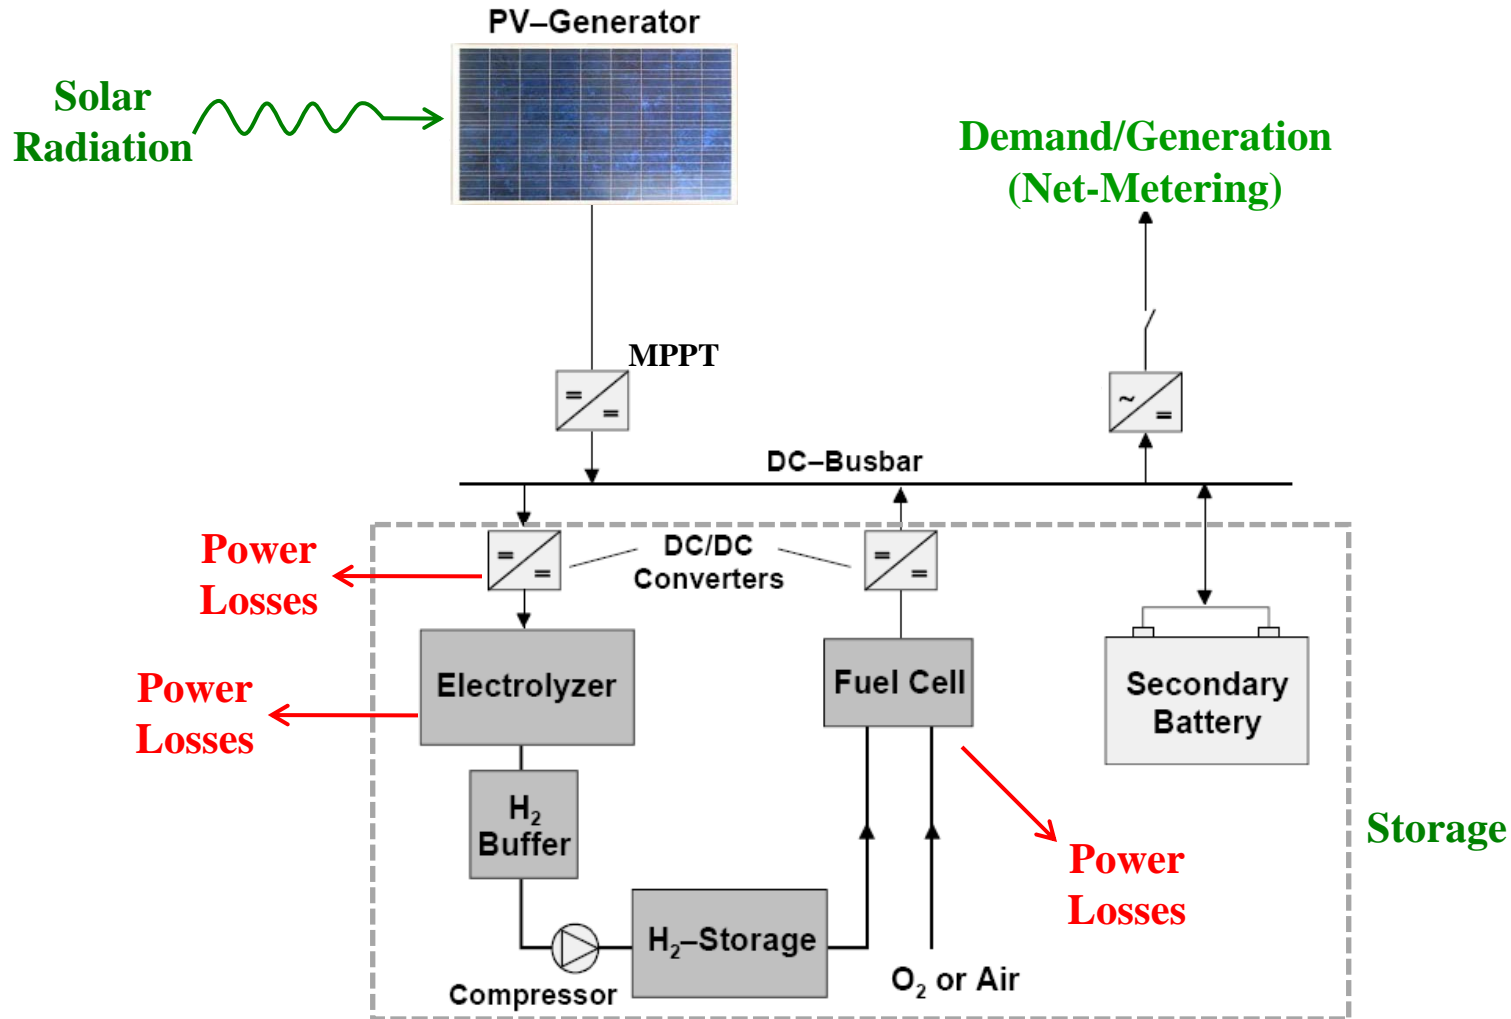 PV–Generator
Solar
Radiation
Demand/Generation
(Net-Metering)
MPPT
=
=
~
=
DC–Busbar
Power
Losses
=
=
DC/DC
Converters
=
=
Electrolyzer
Fuel Cell
Secondary
Battery
Power
Losses
H₂
Buffer
Storage
Power
Losses
H₂–Storage
O₂ or Air
Compressor